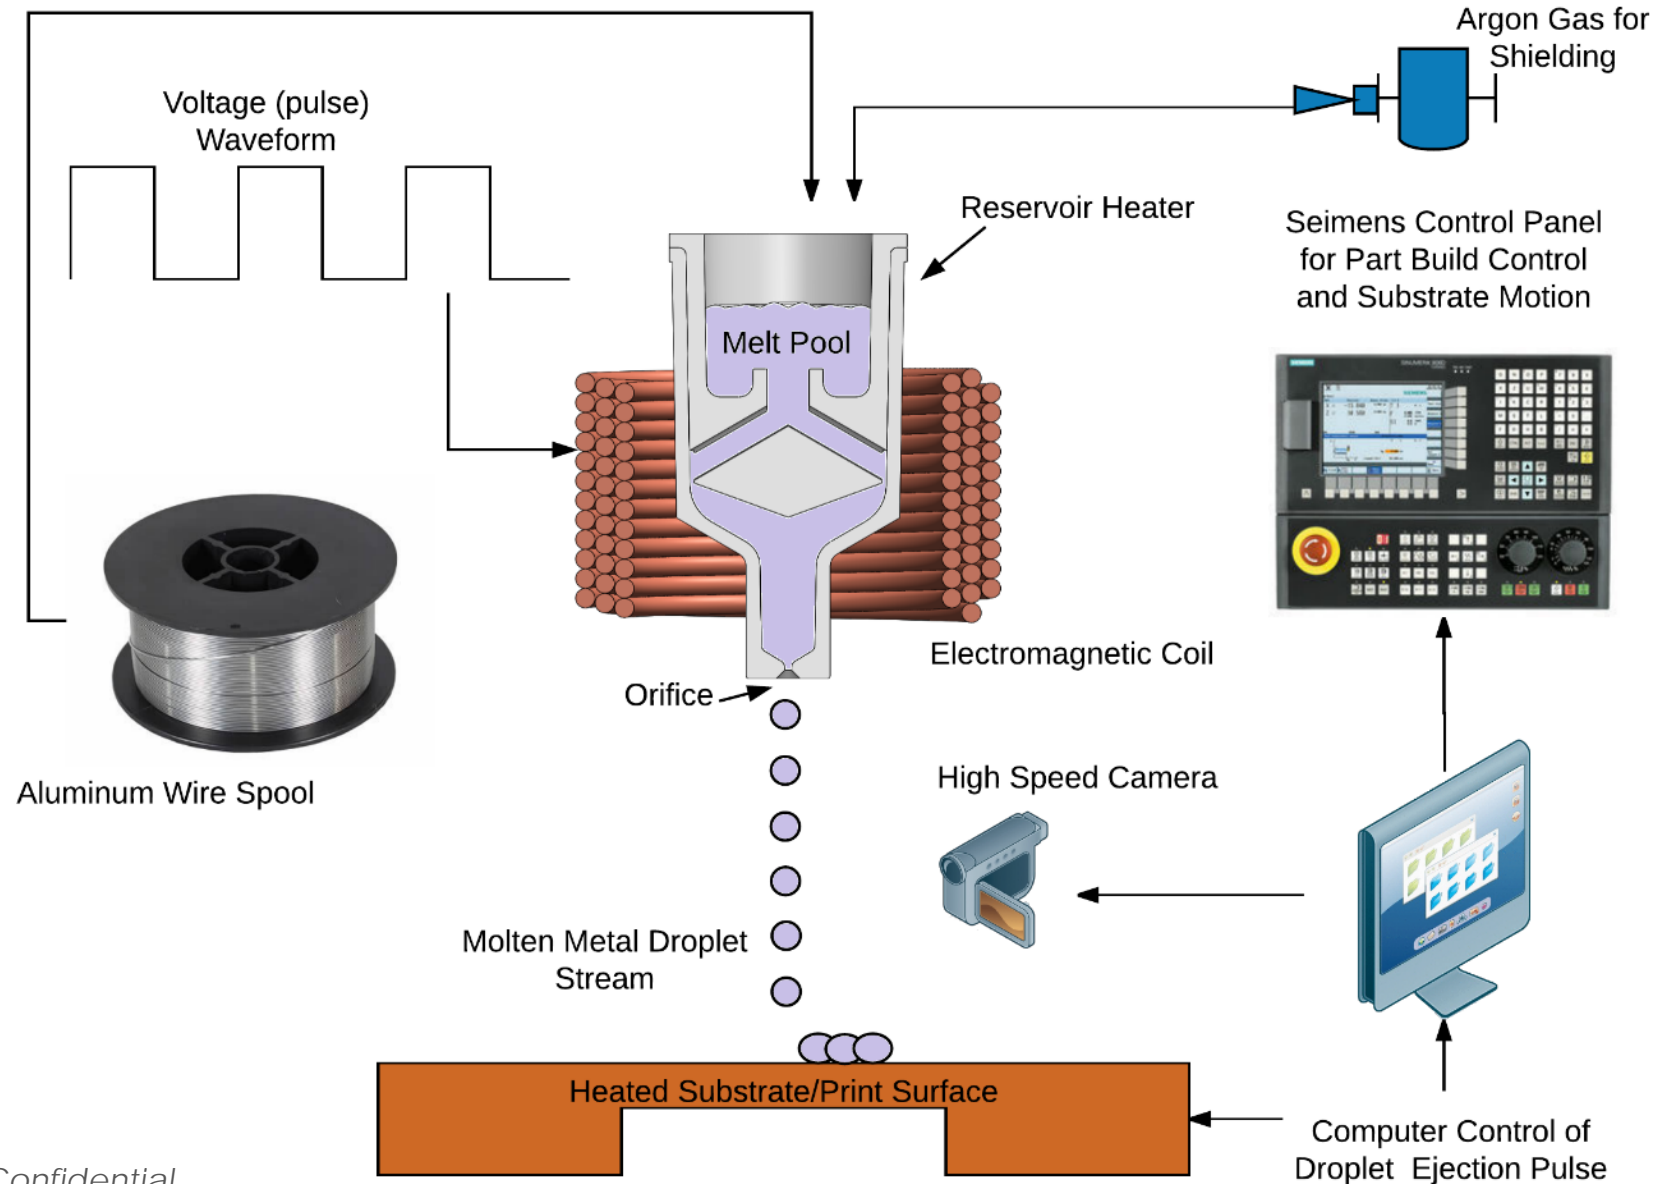 Argon Gas for
Shielding
Voltage (pulse)
Waveform
Reservoir Heater
Seimens Control Panel
for Part Build Control
and Substrate Motion
Melt Pool
SIEMENS
Electromagnetic Coil
Orifice
High Speed Camera
Aluminum Wire Spool
Molten Metal Droplet
Stream
Heated Substrate/Print Surface
Computer Control of
Droplet Ejection Pulse
Confidential